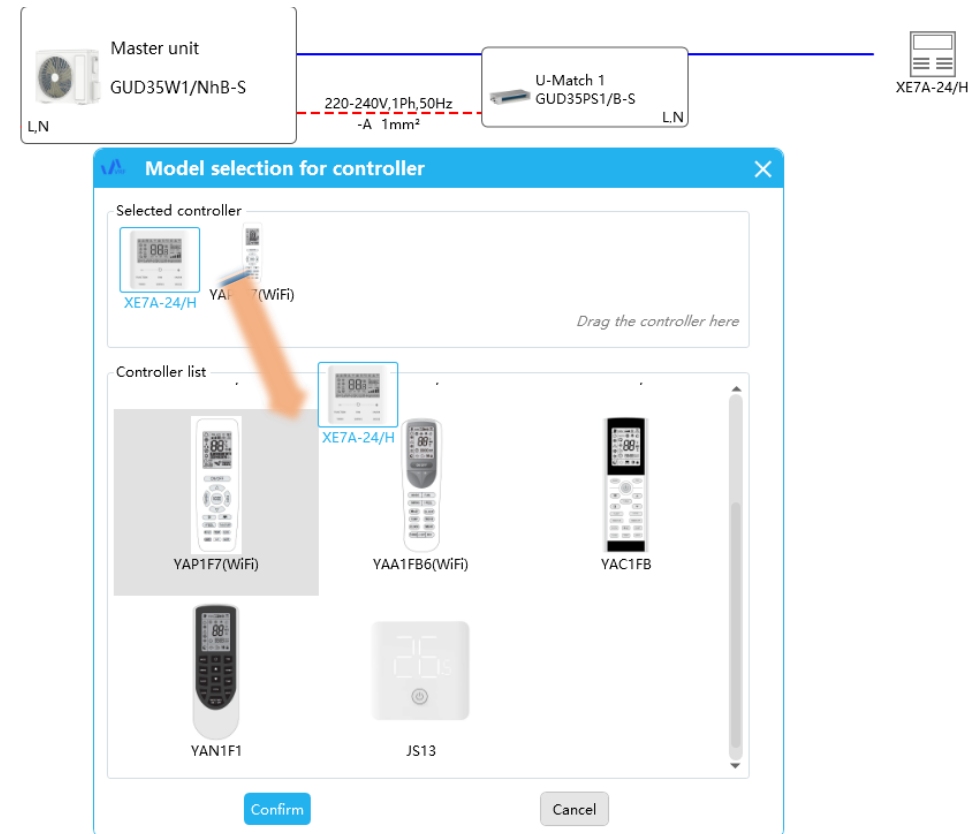 Master unit
GUD35W1/NhB-S
L,N
220-240V,1Ph,50Hz
-A 1mm²
U-Match 1
GUD35PS1/B-S
L,N
XE7A-24/H
Model selection for controller
Selected controller
XE7A-24/H
(WiFi)
Drag the controller here
Controller list
XE7A-24/H
YAP1F7(WiFi)
YAA1FB6(WiFi)
YAC1FB
YAN1F1
JS13
Confirm
Cancel